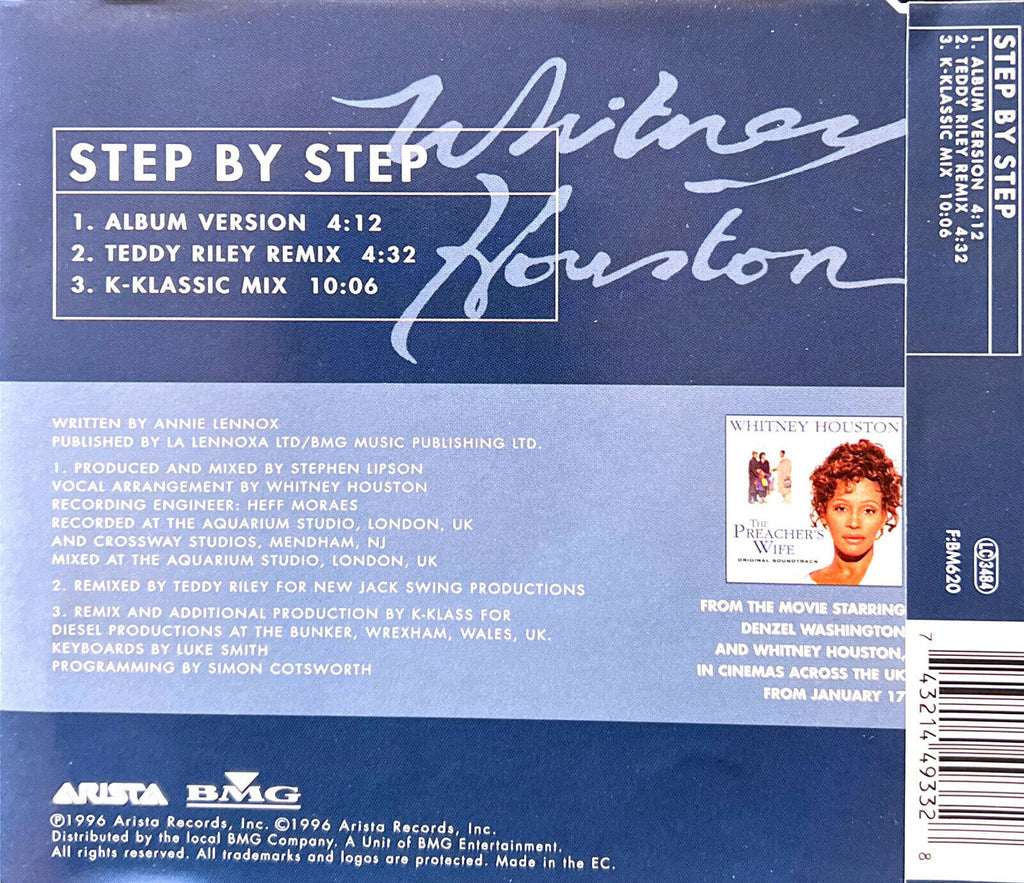 Whitney
Houston
STEP BY STEP
1. ALBUM VERSION 4:12
2. TEDDY RILEY REMIX 4:32
3. K-KLASSIC MIX 10:06
WRITTEN BY ANNIE LENNOX
PUBLISHED BY LA LENNOXA LTD/BMG MUSIC PUBLISHING LTD.
1. PRODUCED AND MIXED BY STEPHEN LIPSON
VOCAL ARRANGEMENT BY WHITNEY HOUSTON
RECORDING ENGINEER: HEFF MORAES
RECORDED AT THE AQUARIUM STUDIO, LONDON, UK
AND CROSSWAY STUDIOS, MENDHAM, NJ
MIXED AT THE AQUARIUM STUDIO, LONDON, UK
2. REMIXED BY TEDDY RILEY FOR NEW JACK SWING PRODUCTIONS
3. REMIX AND ADDITIONAL PRODUCTION BY K-KLASS FOR
DIESEL PRODUCTIONS AT THE BUNKER, WREXHAM, WALES, UK.
KEYBOARDS BY LUKE SMITH
PROGRAMMING BY SIMON COTSWORTH
WHITNEY HOUSTON
THE
PREACHER'S
WIFE
ORIGINAL SOUNDTRACK
FROM THE MOVIE STARRING
DENZEL WASHINGTON
AND WHITNEY HOUSTON,
IN CINEMAS ACROSS THE UK
FROM JANUARY 17
ARISTA BMG
℗1996 Arista Records, Inc. ©1996 Arista Records, Inc.
Distributed by the local BMG Company. A Unit of BMG Entertainment.
All rights reserved. All trademarks and logos are protected. Made in the EC.
STEP BY STEP
1. ALBUM VERSION 4:12
2. TEDDY RILEY REMIX 4:32
3. K-KLASSIC MIX 10:06
LC3484
F:BM620
7 43214 49332 8